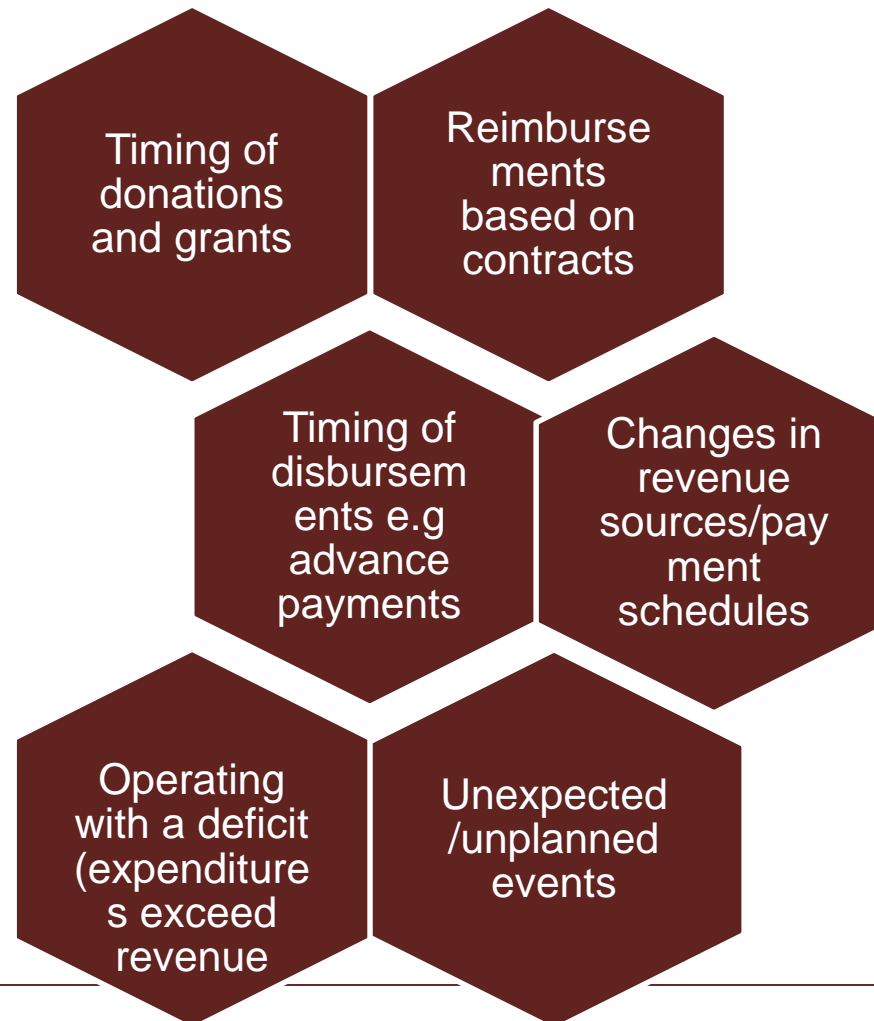 Timing of
donations
and grants
Reimburse
ments
based on
contracts
Timing of
disbursem
ents e.g
advance
payments
Changes in
revenue
sources/pay
ment
schedules
Operating
with a deficit
(expenditure
s exceed
revenue
Unexpected
/unplanned
events